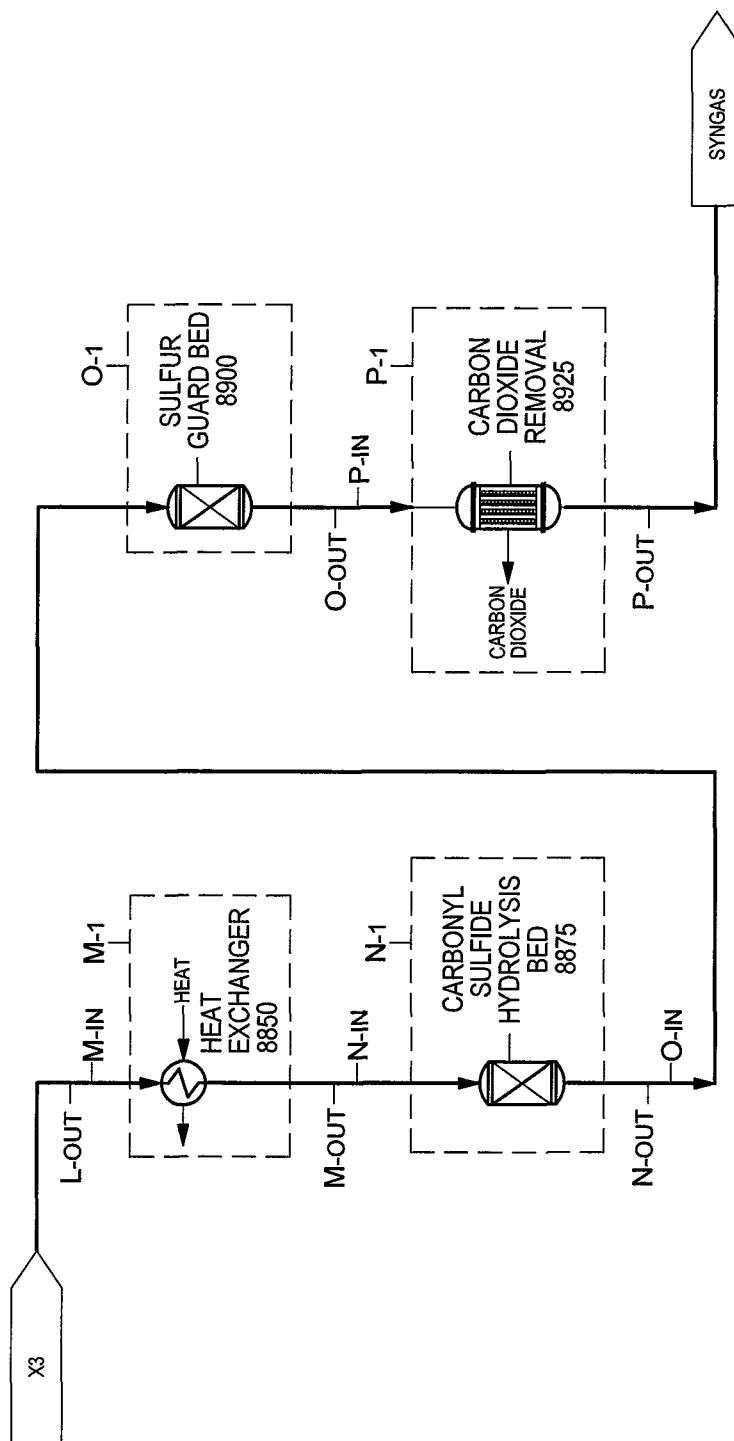 X3
L-OUT
M-IN
M-1
HEAT
HEAT
EXCHANGER
8850
M-OUT
N-IN
N-1
CARBONYL
SULFIDE
HYDROLYSIS
BED
8875
N-OUT
O-IN
O-1
SULFUR
GUARD BED
8900
O-OUT
P-IN
P-1
CARBON
DIOXIDE
REMOVAL
8925
CARBON
DIOXIDE
P-OUT
SYNGAS